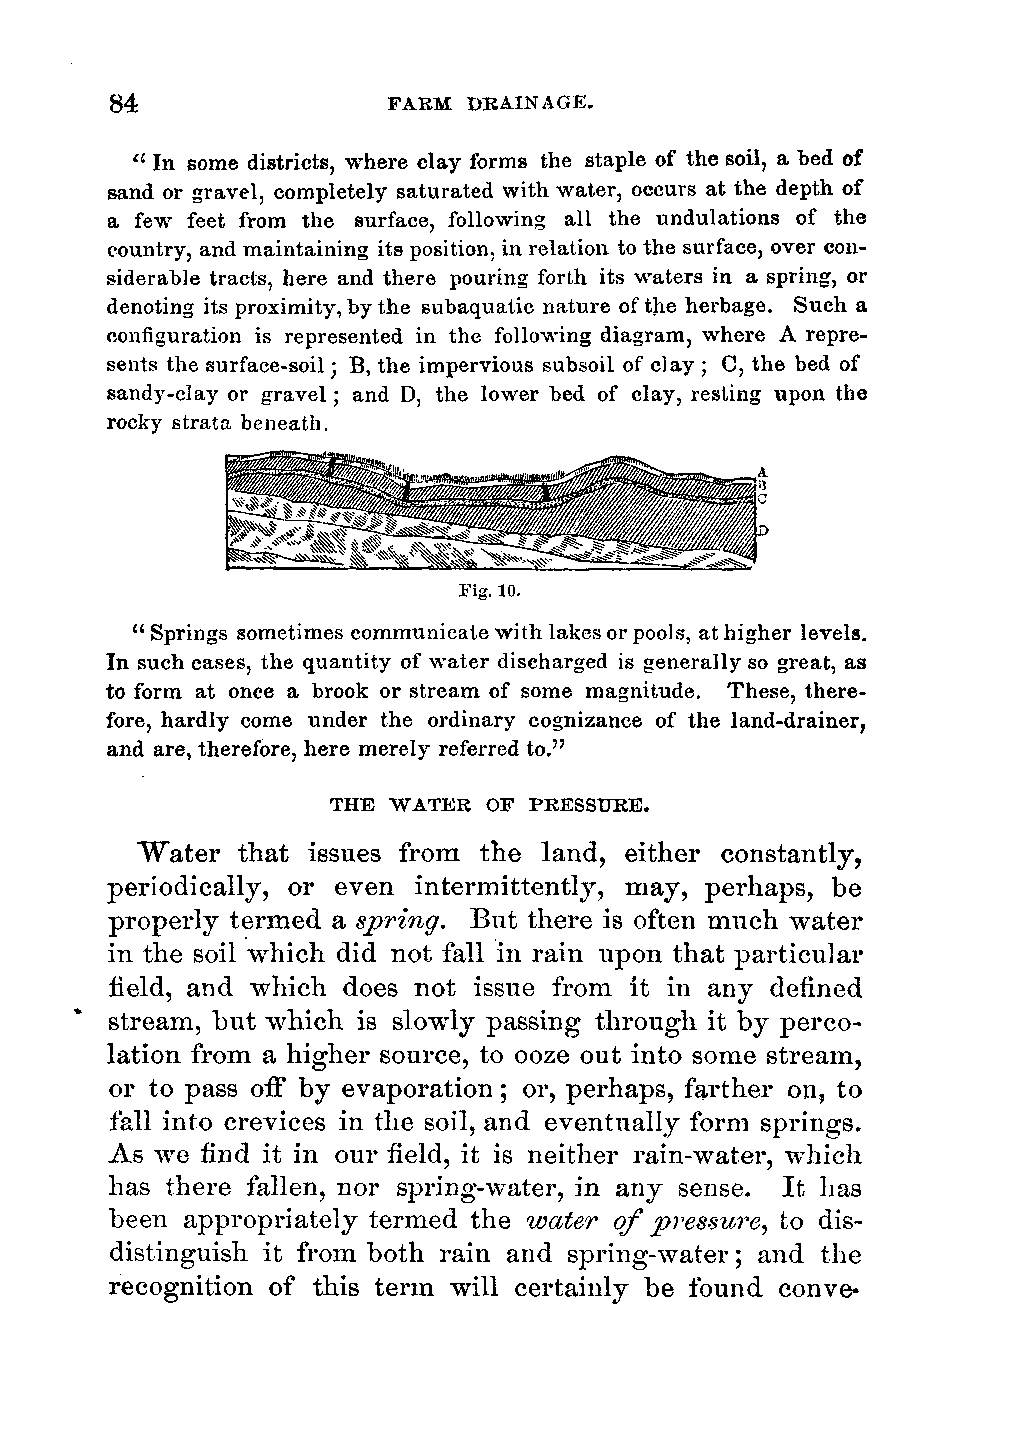 84 FARM DRAINAGE.
“In some districts, where clay forms the staple of the soil, a bed of
sand or gravel, completely saturated with water, occurs at the depth of
a few feet from the surface, following all the undulations of the
country, and maintaining its position, in relation to the surface, over con-
siderable tracts, here and there pouring forth its waters in a spring, or
denoting its proximity, by the subaquatic nature of the herbage. Such a
configuration is represented in the following diagram, where A repre-
sents the surface-soil; B, the impervious subsoil of clay; C, the bed of
sandy-clay or gravel; and D, the lower bed of clay, resting upon the
rocky strata beneath.
A
B
C
D
Fig. 10.
“Springs sometimes communicate with lakes or pools, at higher levels.
In such cases, the quantity of water discharged is generally so great, as
to form at once a brook or stream of some magnitude. These, there-
fore, hardly come under the ordinary cognizance of the land-drainer,
and are, therefore, here merely referred to.”
THE WATER OF PRESSURE.
Water that issues from the land, either constantly,
periodically, or even intermittently, may, perhaps, be
properly termed a spring. But there is often much water
in the soil which did not fall in rain upon that particular
field, and which does not issue from it in any defined
stream, but which is slowly passing through it by perco-
lation from a higher source, to ooze out into some stream,
or to pass off by evaporation; or, perhaps, farther on, to
fall into crevices in the soil, and eventually form springs.
As we find it in our field, it is neither rain-water, which
has there fallen, nor spring-water, in any sense. It has
been appropriately termed the water of pressure, to dis-
distinguish it from both rain and spring-water; and the
recognition of this term will certainly be found conve-